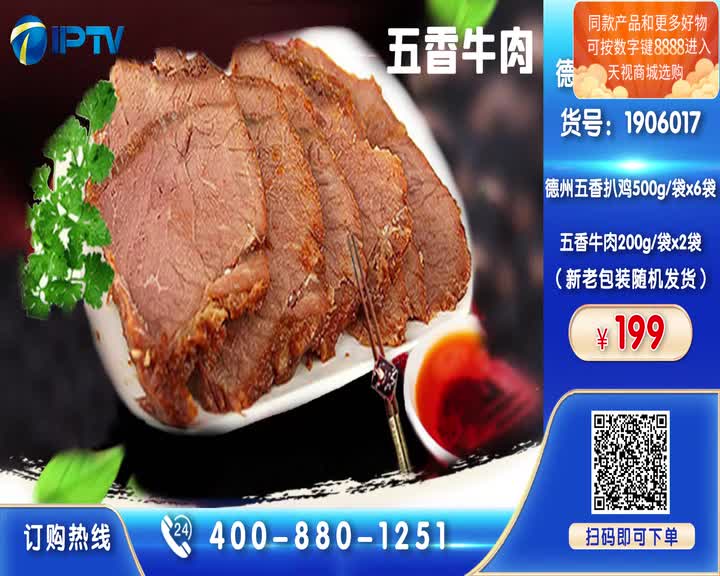 IPTV
五香牛肉
同款产品和更多好物
可按数字键8888进入
天视商城选购
德
货号：1906017
德州五香扒鸡500g/袋x6袋
五香牛肉200g/袋x2袋
（新老包装随机发货）
￥199
扫码即可下单
订购热线
24
400-880-1251